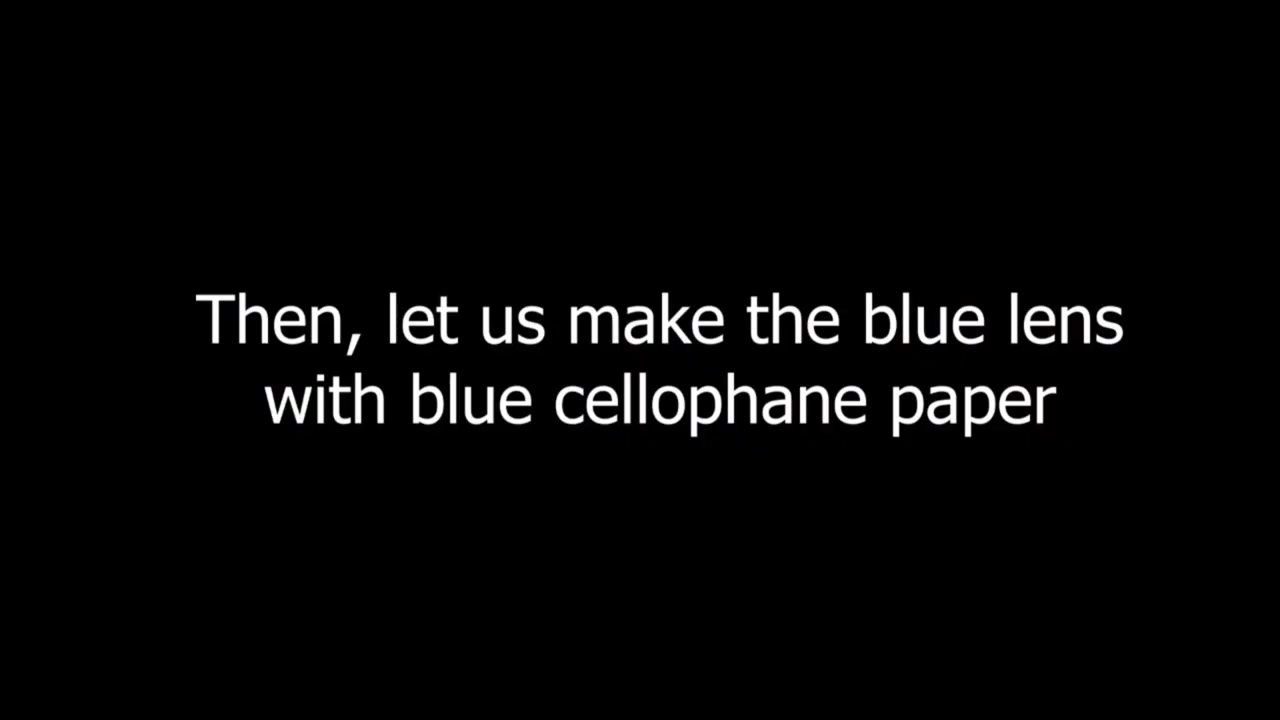 Then, let us make the blue lens
with blue cellophane paper